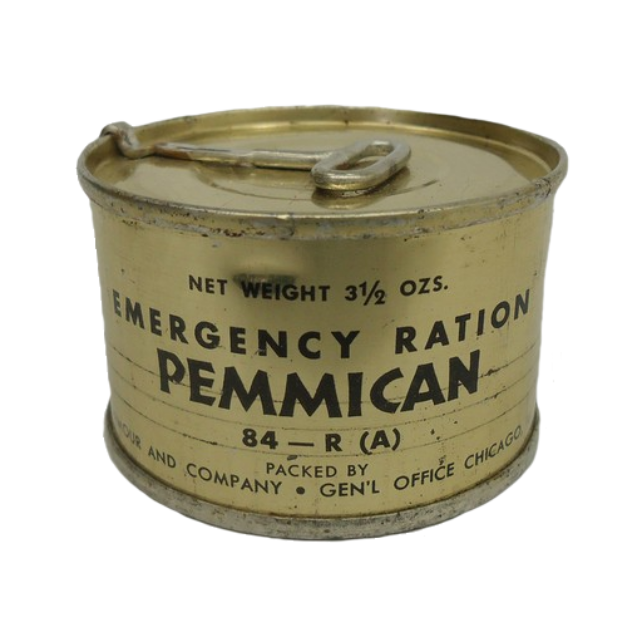 NET WEIGHT 3½ OZS.
EMERGENCY RATION
PEMMICAN
84 — R (A)
PACKED BY
AND COMPANY • GEN'L OFFICE CHICAGO